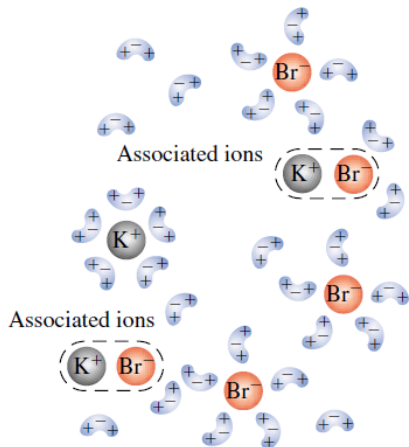 Br⁻
Associated ions
K⁺ Br⁻
K⁺
Br⁻
Associated ions
K⁺ Br⁻
Br⁻